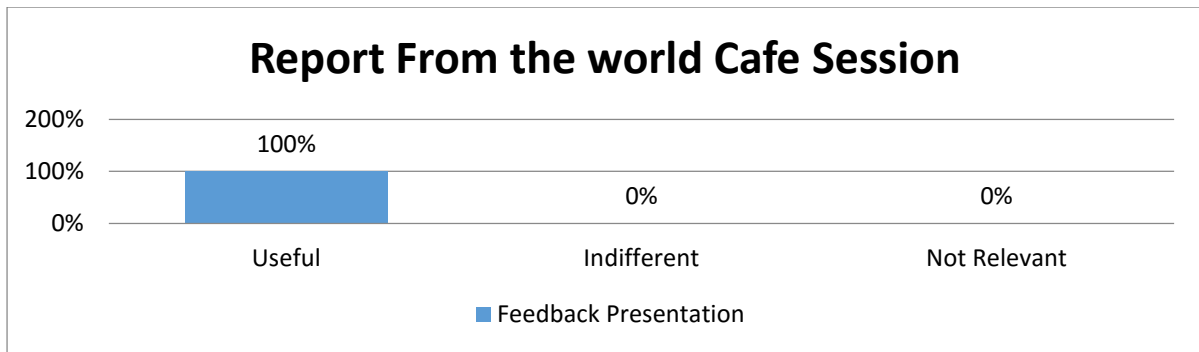 Report From the world Cafe Session
200%
100%
100%
0%
0%
0%
Useful
Indifferent
Not Relevant
Feedback Presentation